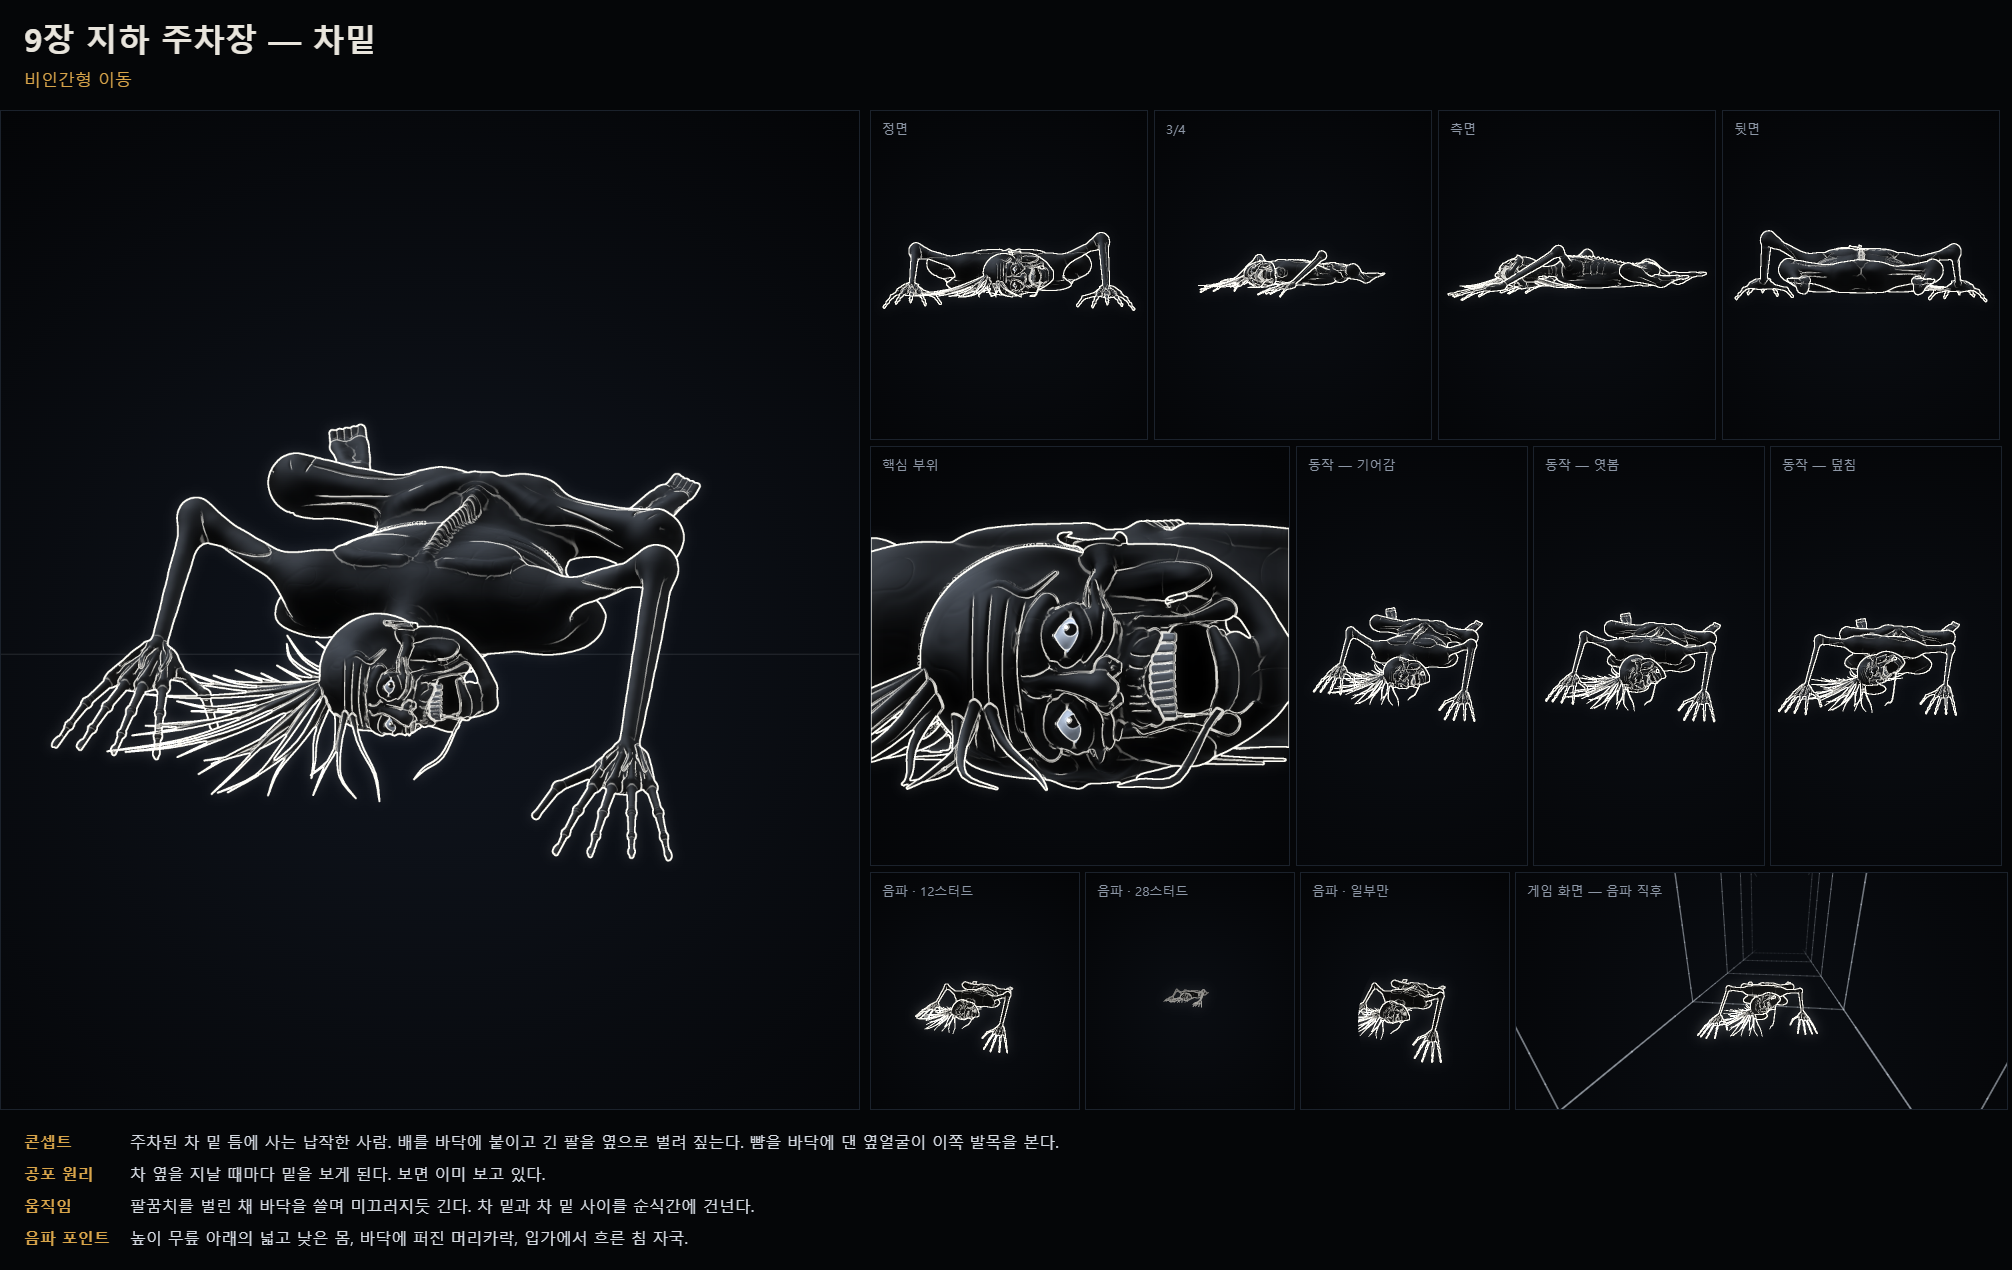 9장 지하 주차장 — 차밑
비인간형 이동
정면
3/4
측면
뒷면
핵심 부위
동작 — 기어감
동작 — 엿봄
동작 — 덮침
음파 · 12스터드
음파 · 28스터드
음파 · 일부만
게임 화면 — 음파 직후
콘셉트 주차된 차 밑 틈에 사는 납작한 사람. 배를 바닥에 붙이고 긴 팔을 옆으로 벌려 짚는다. 뺨을 바닥에 댄 옆얼굴이 이쪽 발목을 본다.
공포 원리 차 옆을 지날 때마다 밑을 보게 된다. 보면 이미 보고 있다.
움직임 팔꿈치를 벌린 채 바닥을 쓸며 미끄러지듯 긴다. 차 밑과 차 밑 사이를 순식간에 건넌다.
음파 포인트 높이 무릎 아래의 넓고 낮은 몸, 바닥에 퍼진 머리카락, 입가에서 흐른 침 자국.